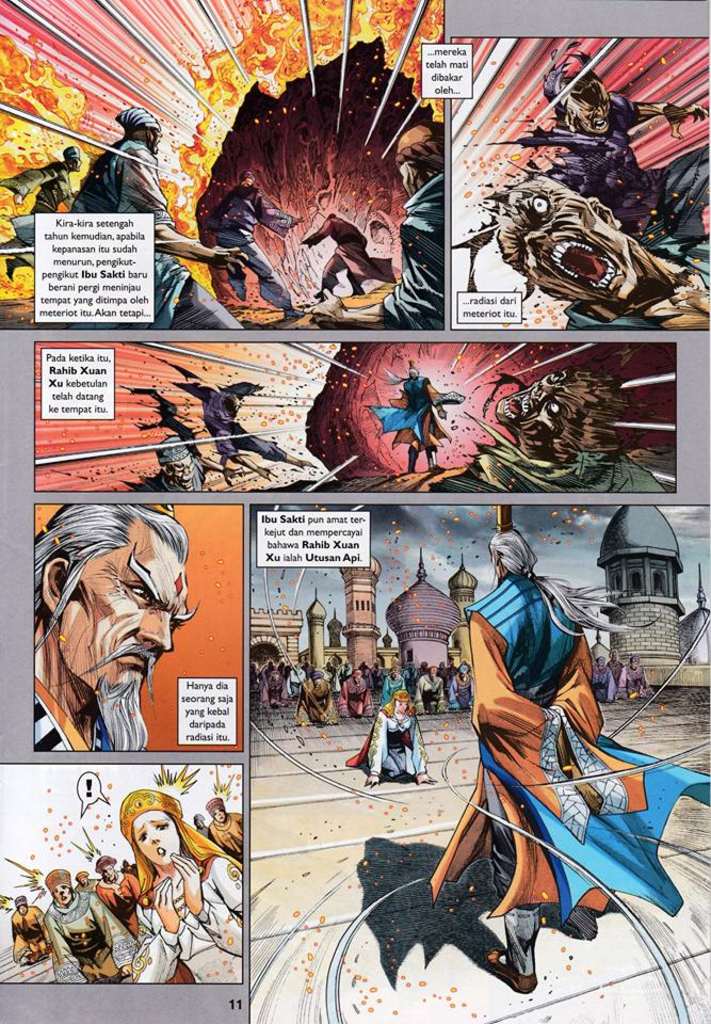 Kira-kira setengah
tahun kemudian, apabila
kepanasan itu sudah
menurun, pengikut-
pengikut Ibu Sakti baru
berani pergi meninjau
tempat yang ditimpa oleh
meteriot itu. Akan tetapi...
...mereka
telah mati
dibakar
oleh...
...radiasi dari
meteriot itu.
Pada ketika itu,
Rahib Xuan
Xu kebetulan
telah datang
ke tempat itu.
Hanya dia
seorang saja
yang kebal
daripada
radiasi itu.
Ibu Sakti pun amat ter-
kejut dan mempercayai
bahawa Rahib Xuan
Xu ialah Utusan Api.
!
11